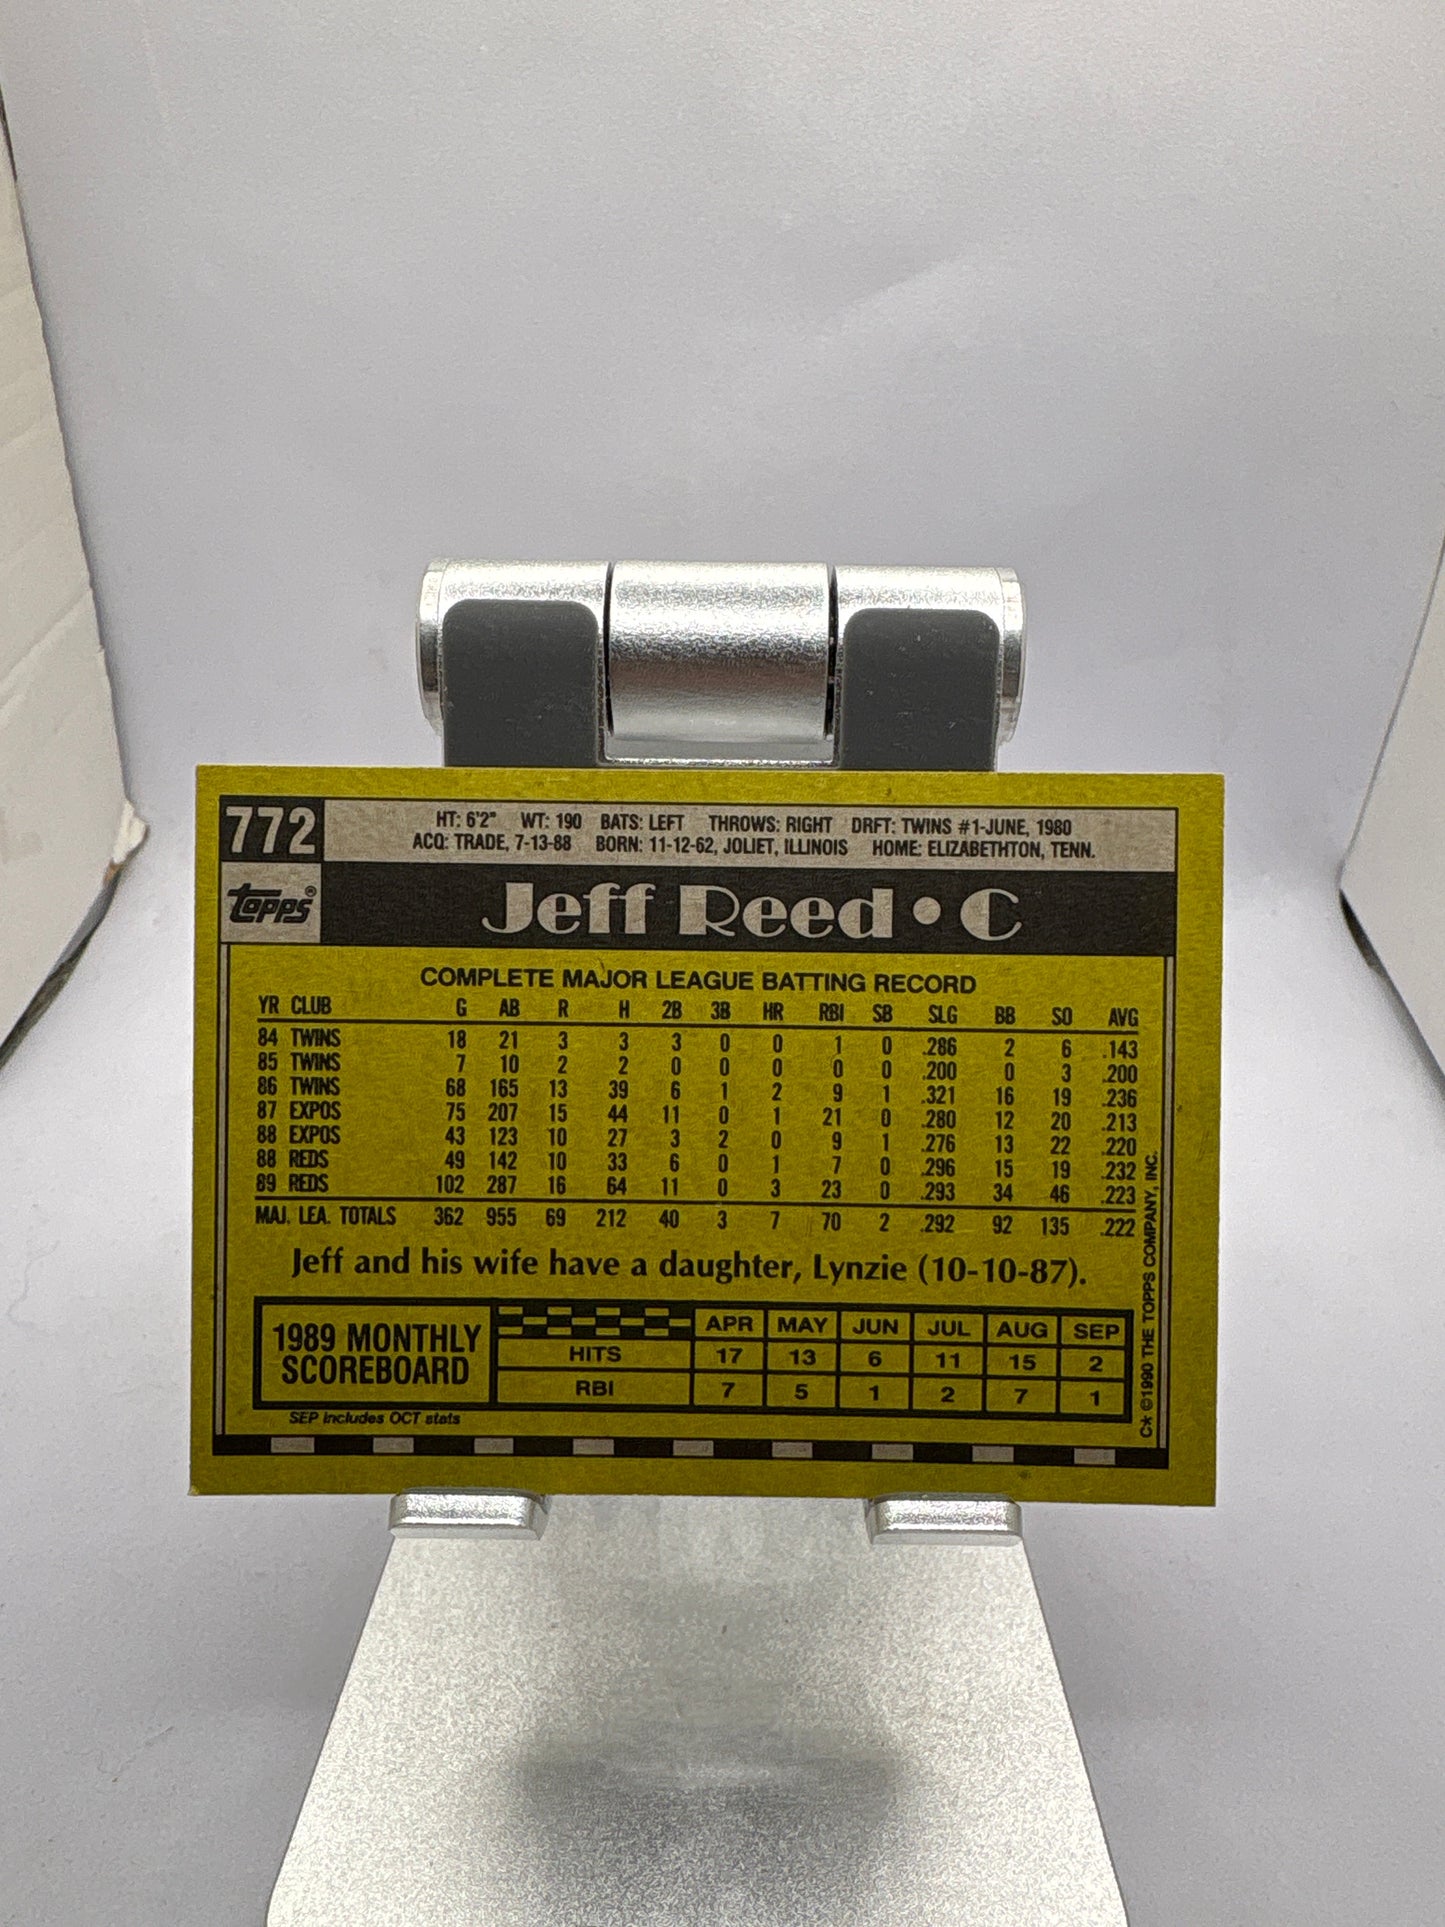 772
HT: 6'2" WT: 190 BATS: LEFT THROWS: RIGHT DRFT: TWINS #1-JUNE, 1980
ACQ: TRADE, 7-13-88 BORN: 11-12-62, JOLIET, ILLINOIS HOME: ELIZABETHTON, TENN.
Topps®
Jeff Reed • C
COMPLETE MAJOR LEAGUE BATTING RECORD
YR CLUB G AB R H 2B 3B HR RBI SB SLG BB SO AVG
84 TWINS 18 21 3 3 3 0 0 1 0 .286 2 6 .143
85 TWINS 7 10 2 2 0 0 0 0 0 .200 0 3 .200
86 TWINS 68 165 13 39 6 1 2 9 1 .321 16 19 .236
87 EXPOS 75 207 15 44 11 0 1 21 0 .280 12 20 .213
88 EXPOS 43 123 10 27 3 2 0 9 1 .276 13 22 .220
88 REDS 49 142 10 33 6 0 1 7 0 .296 15 19 .232
89 REDS 102 287 16 64 11 0 3 23 0 .293 34 46 .223
MAJ. LEA. TOTALS 362 955 69 212 40 3 7 70 2 .292 92 135 .222
Jeff and his wife have a daughter, Lynzie (10-10-87).
1989 MONTHLY
SCOREBOARD
APR MAY JUN JUL AUG SEP
HITS 17 13 6 11 15 2
RBI 7 5 1 2 7 1
SEP includes OCT stats
C* ©1990 THE TOPPS COMPANY, INC.